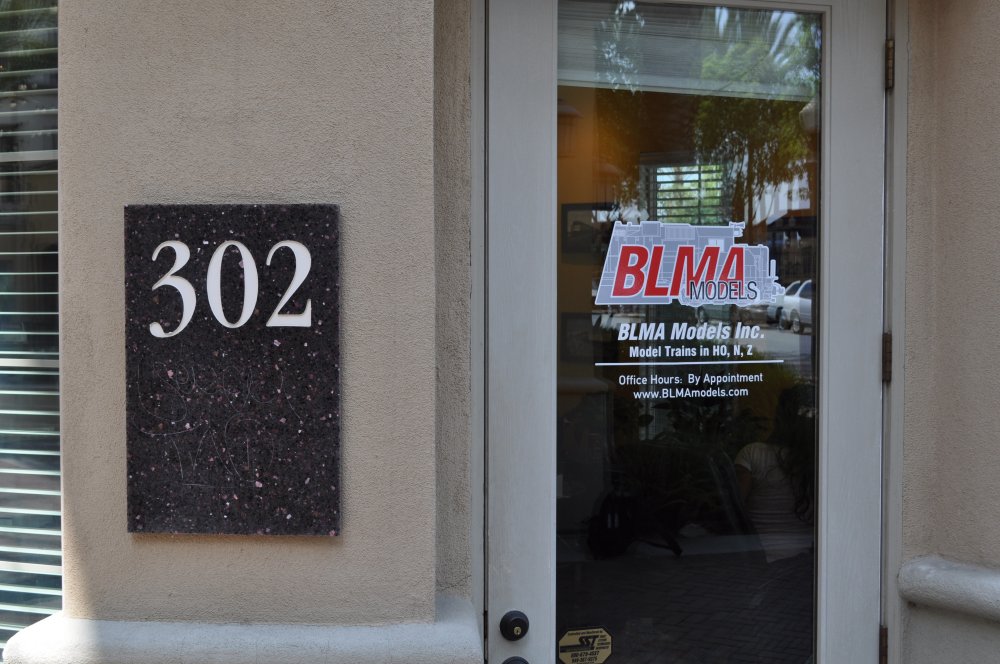 302
BLMA
MODELS
BLMA Models Inc.
Model Trains in HO, N, Z
Office Hours: By Appointment
www.BLMAmodels.com